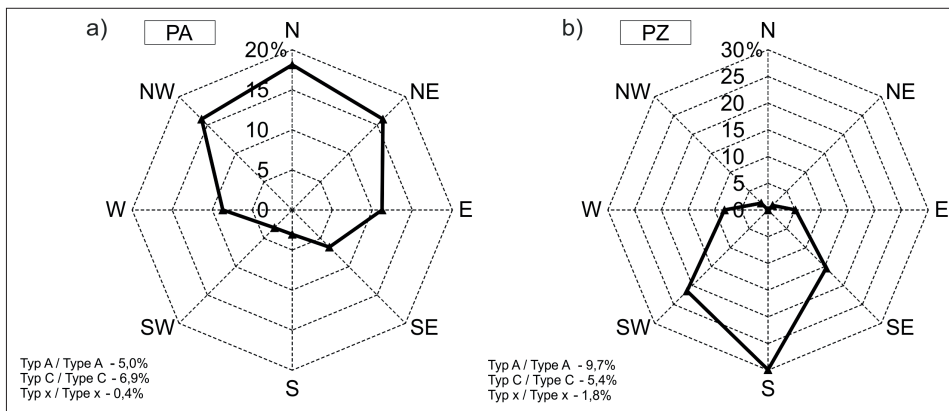 a) PA
N
20%
15
10
5
0
NW
NE
W
E
SW
SE
S
Typ A / Type A - 5,0%
Typ C / Type C - 6,9%
Typ x / Type x - 0,4%
b) PZ
N
30%
25
20
15
10
5
0
NW
NE
W
E
SW
SE
S
Typ A / Type A - 9,7%
Typ C / Type C - 5,4%
Typ x / Type x - 1,8%